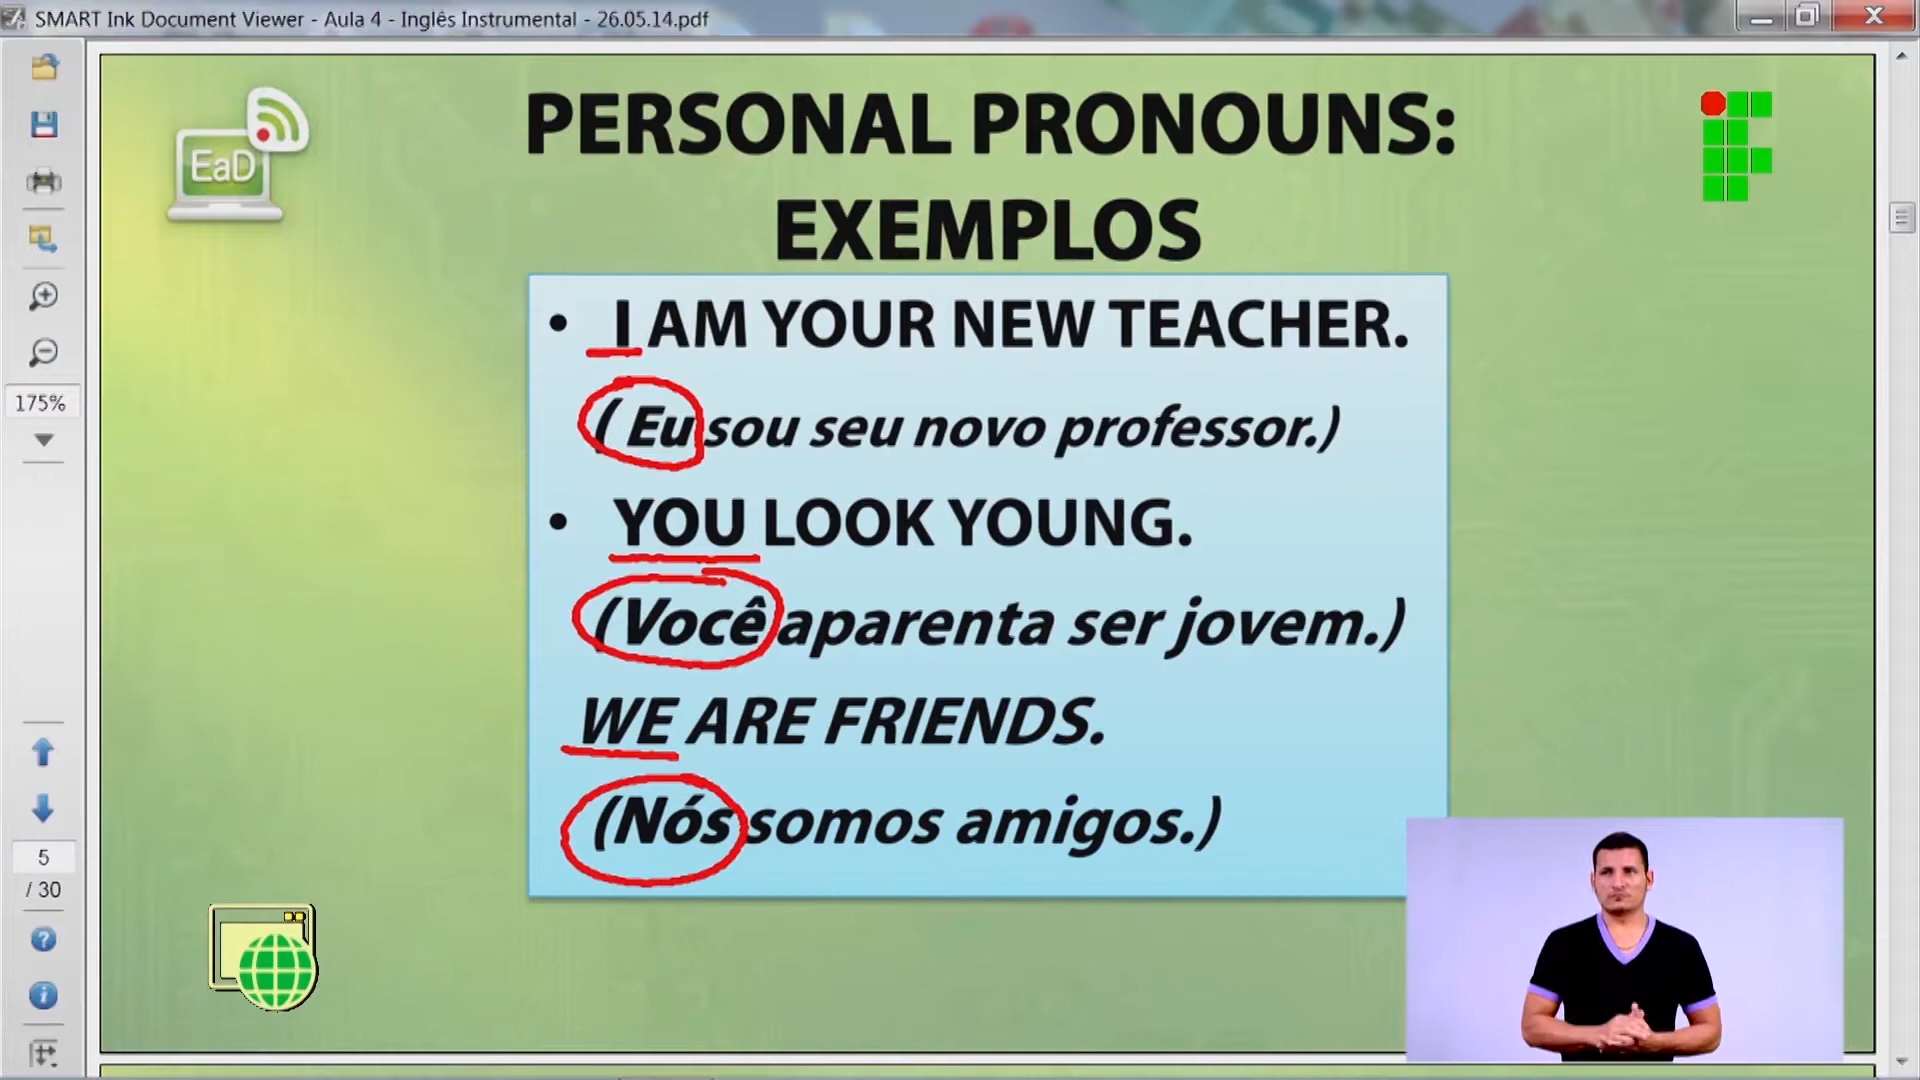 SMART Ink Document Viewer - Aula 4 - Inglês Instrumental - 26.05.14.pdf
EaD
PERSONAL PRONOUNS:
EXEMPLOS
• I AM YOUR NEW TEACHER.
( Eu sou seu novo professor.)
• YOU LOOK YOUNG.
(Você aparenta ser jovem.)
WE ARE FRIENDS.
(Nós somos amigos.)
175%
5
/ 30